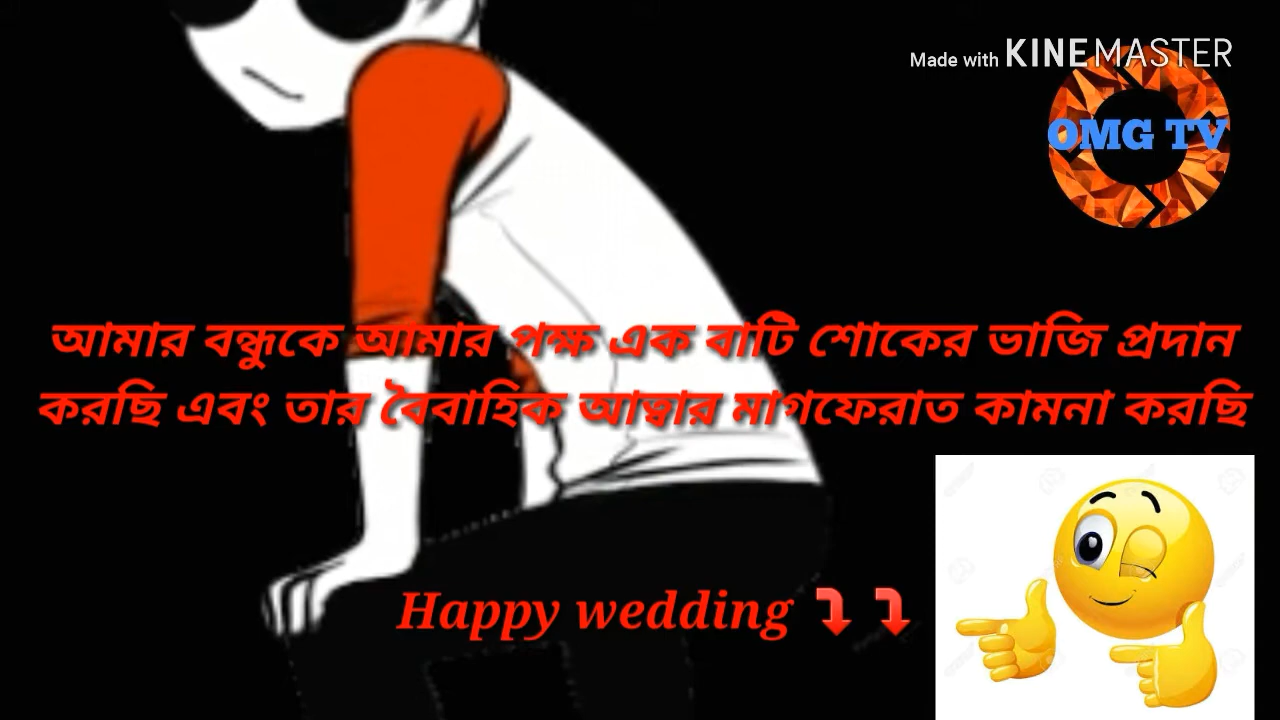 Made with KINEMASTER
OMG TV
আমার বন্ধুকে আমার পক্ষ এক বাটি শোকের ভাজি প্রদান
করছি এবং তার বৈবাহিক আত্বার মাগফেরাত কামনা করছি
Happy wedding